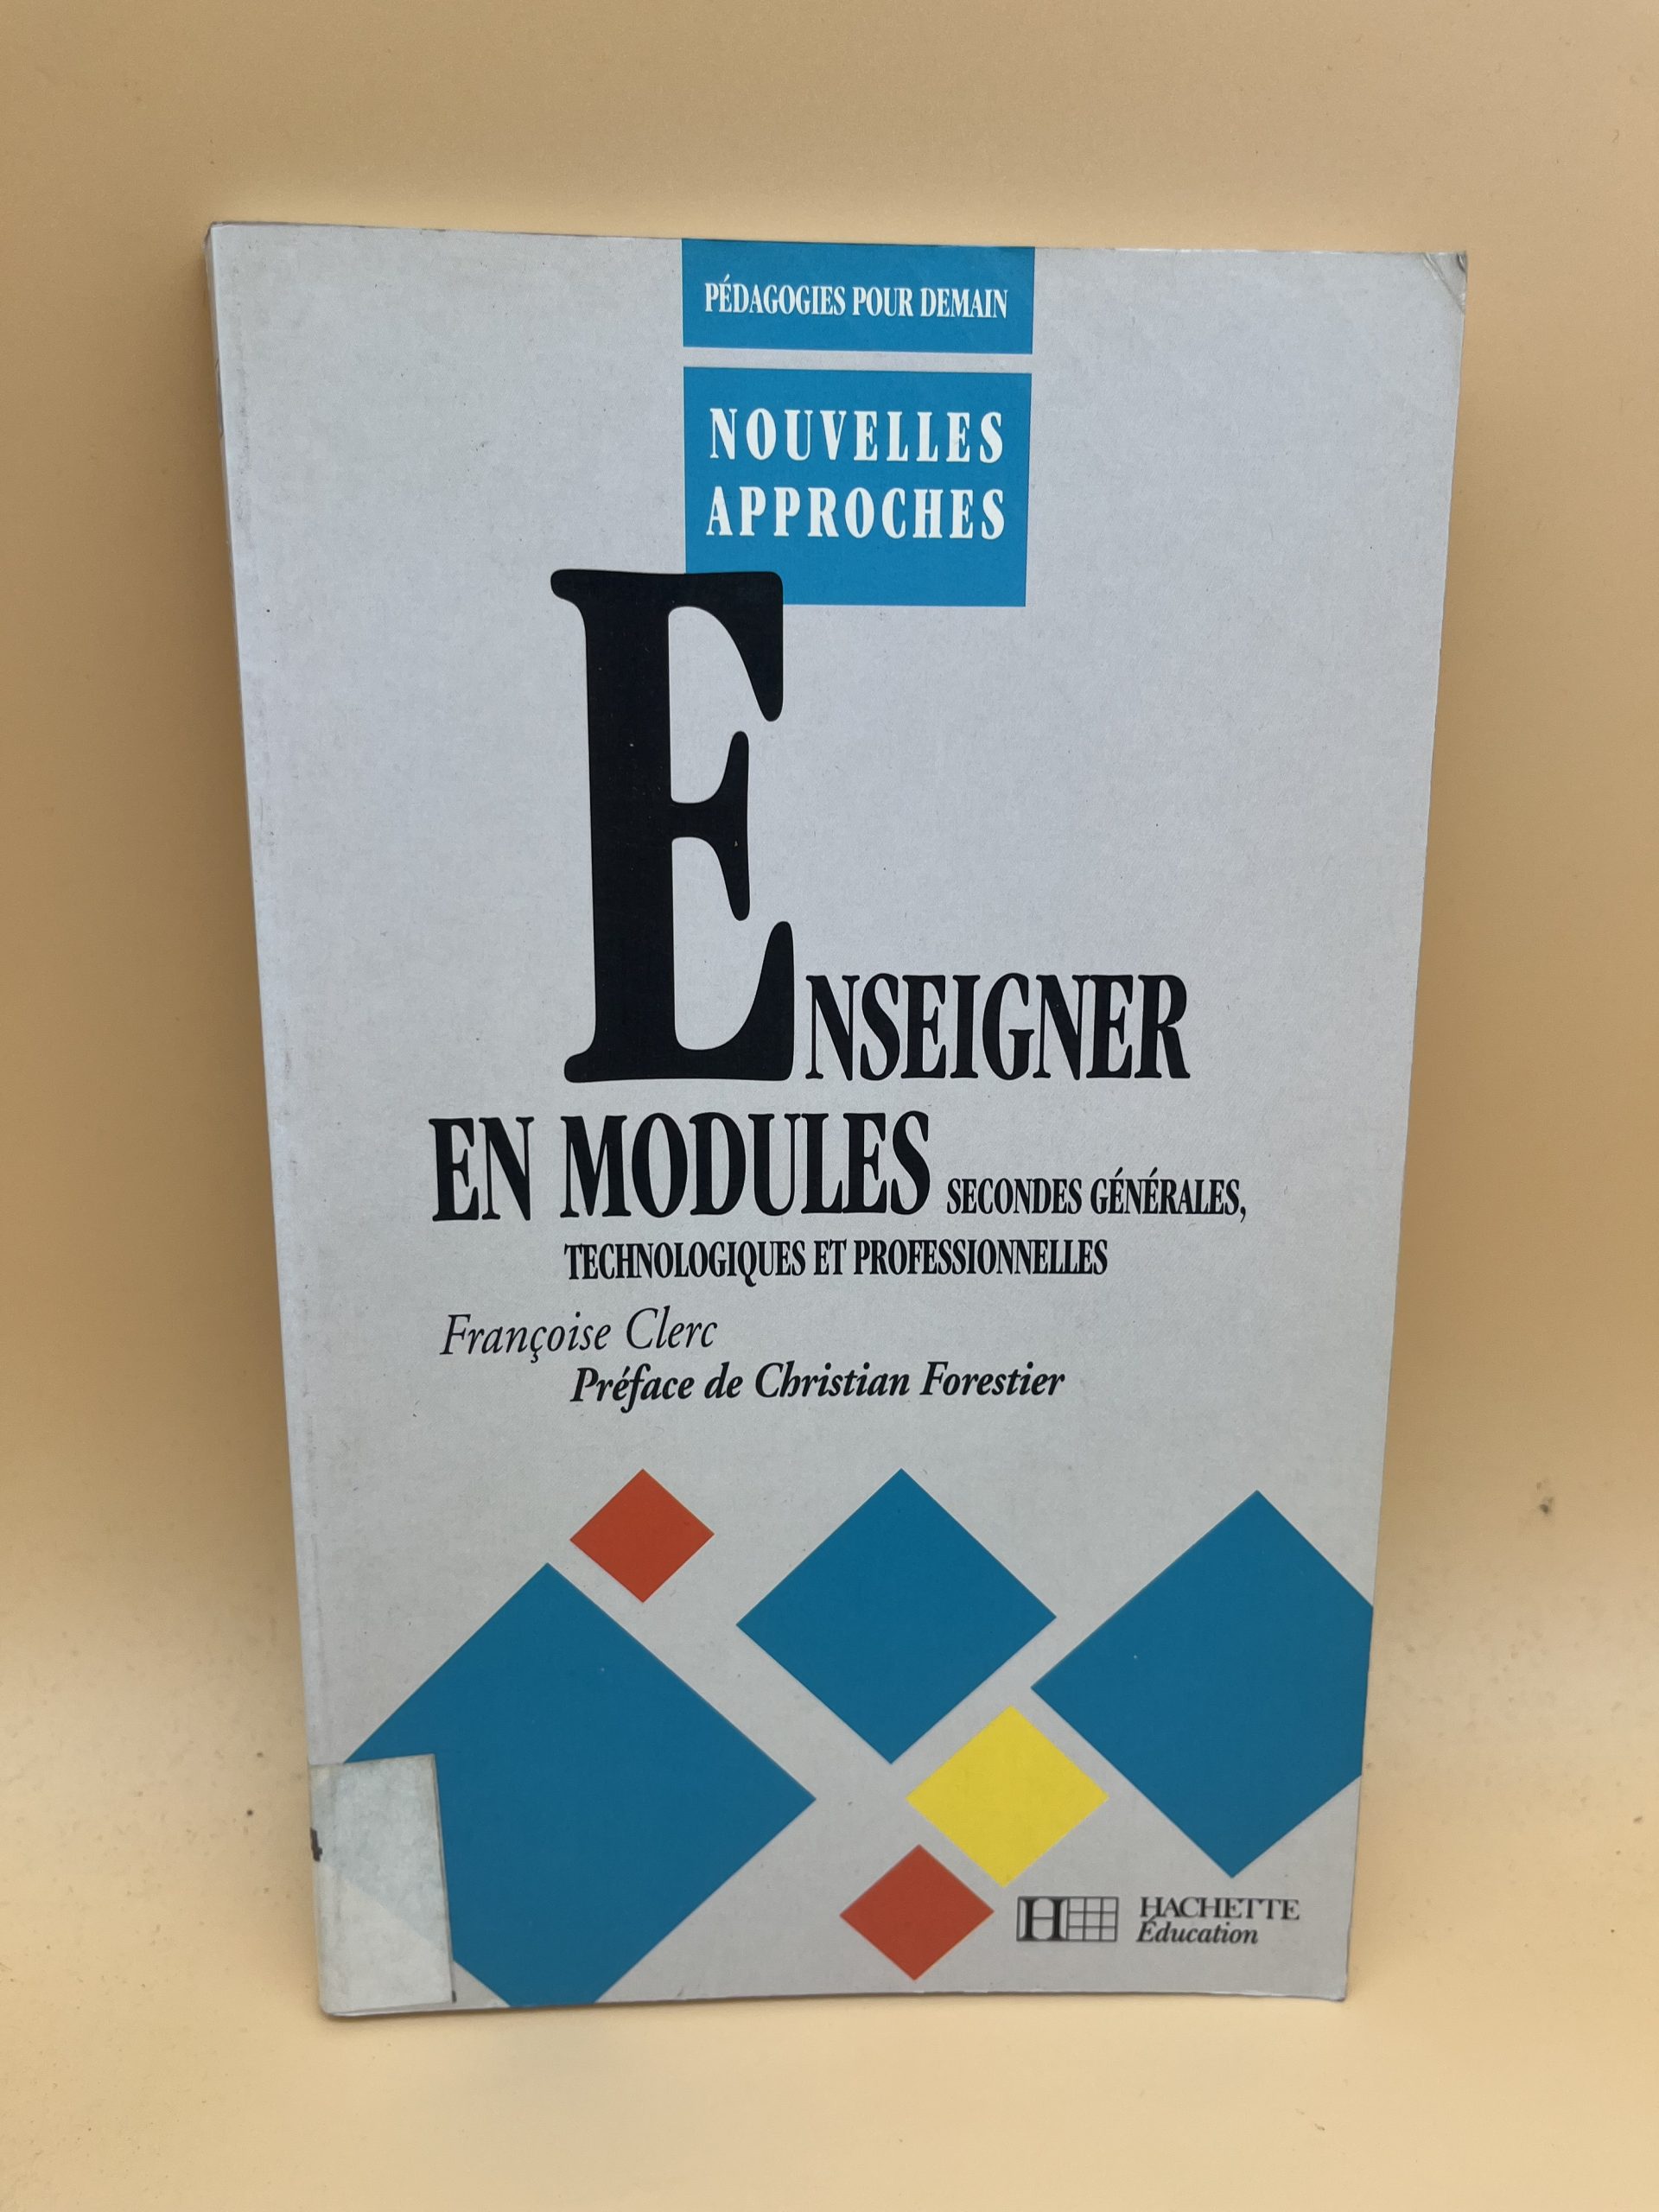 PÉDAGOGIES POUR DEMAIN
NOUVELLES
APPROCHES
ENSEIGNER
EN MODULES SECONDES GÉNÉRALES,
TECHNOLOGIQUES ET PROFESSIONNELLES
Françoise Clerc
Préface de Christian Forestier
H HACHETTE
Éducation